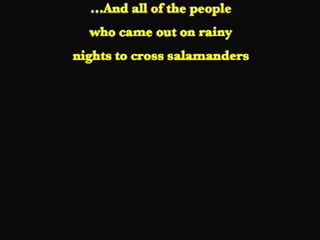 ...And all of the people
who came out on rainy
nights to cross salamanders